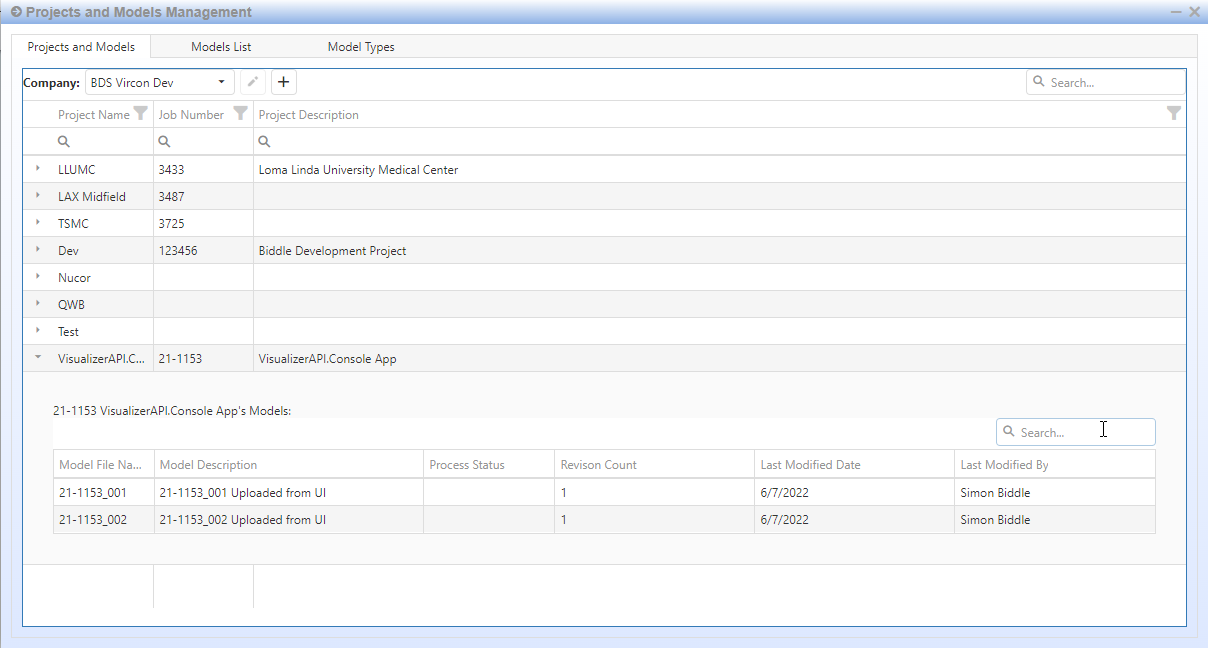 Projects and Models Management
Projects and Models Models List Model Types
Company: BDS Vircon Dev Search...
Project Name Job Number Project Description
LLUMC 3433 Loma Linda University Medical Center
LAX Midfield 3487
TSMC 3725
Dev 123456 Biddle Development Project
Nucor
QWB
Test
VisualizerAPI.C... 21-1153 VisualizerAPI.Console App
21-1153 VisualizerAPI.Console App's Models:
Search...
Model File Na... Model Description Process Status Revison Count Last Modified Date Last Modified By
21-1153_001 21-1153_001 Uploaded from UI 1 6/7/2022 Simon Biddle
21-1153_002 21-1153_002 Uploaded from UI 1 6/7/2022 Simon Biddle